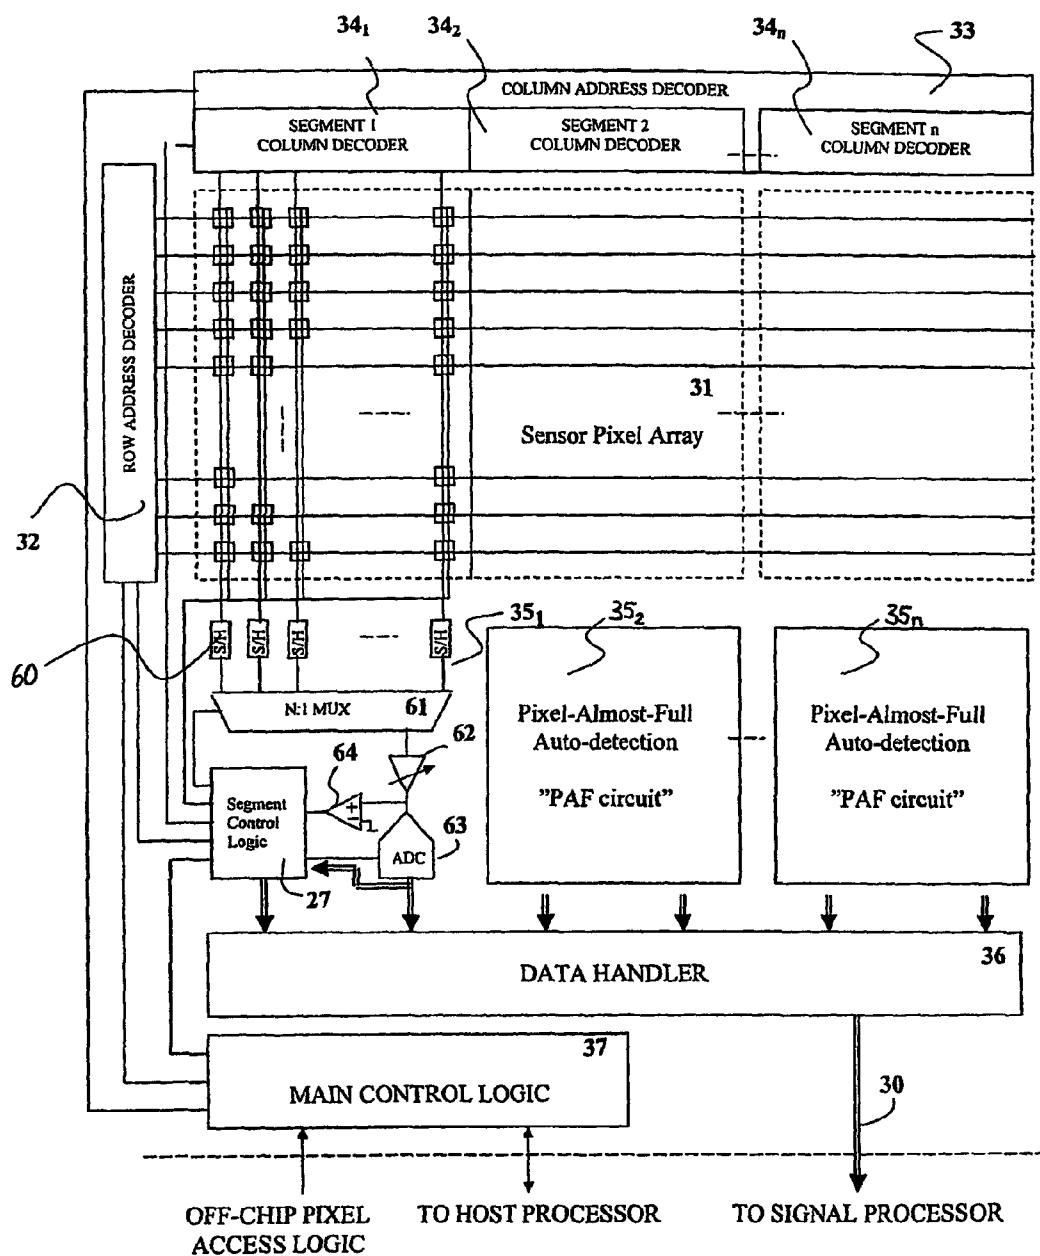 34₁
34₂
34ₙ
33
COLUMN ADDRESS DECODER
SEGMENT 1
COLUMN DECODER
SEGMENT 2
COLUMN DECODER
SEGMENT n
COLUMN DECODER
ROW ADDRESS DECODER
31
Sensor Pixel Array
32
S/H
S/H
S/H
S/H
60
35₁
35₂
35ₙ
N:1 MUX
61
62
64
Segment
Control
Logic
27
+
-
ADC
63
Pixel-Almost-Full
Auto-detection
"PAF circuit"
Pixel-Almost-Full
Auto-detection
"PAF circuit"
36
DATA HANDLER
37
MAIN CONTROL LOGIC
30
OFF-CHIP PIXEL
ACCESS LOGIC
TO HOST PROCESSOR
TO SIGNAL PROCESSOR